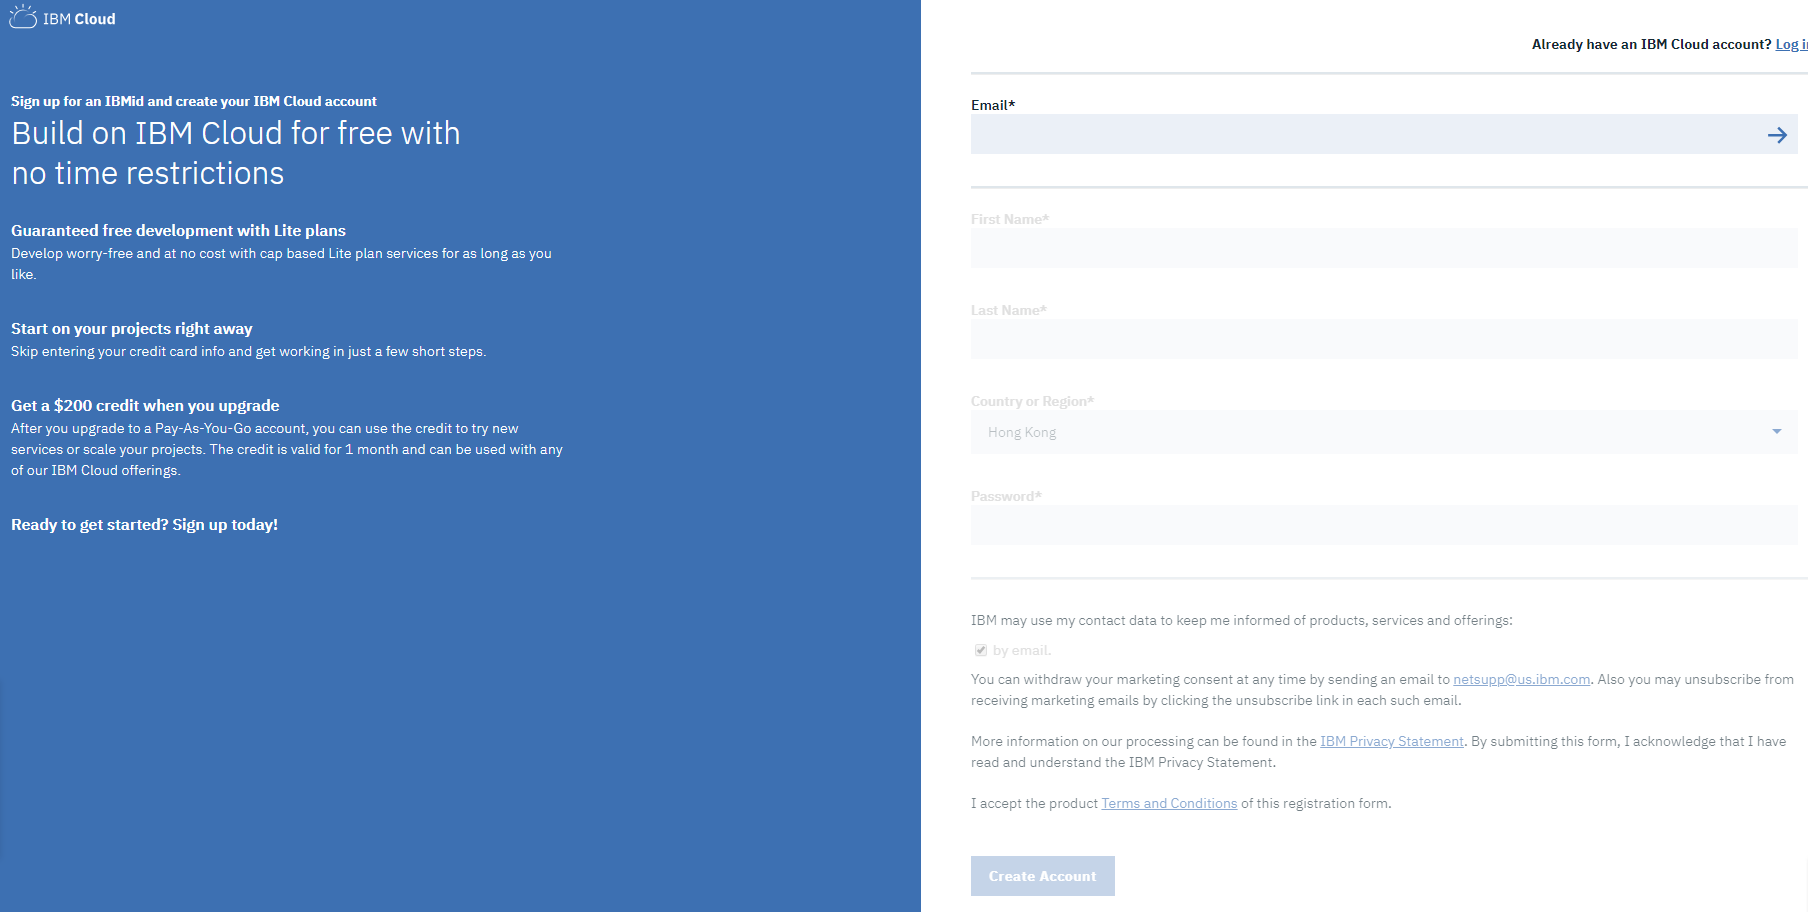 IBM Cloud
Sign up for an IBMid and create your IBM Cloud account
Build on IBM Cloud for free with
no time restrictions
Guaranteed free development with Lite plans
Develop worry-free and at no cost with cap based Lite plan services for as long as you
like.
Start on your projects right away
Skip entering your credit card info and get working in just a few short steps.
Get a $200 credit when you upgrade
After you upgrade to a Pay-As-You-Go account, you can use the credit to try new
services or scale your projects. The credit is valid for 1 month and can be used with any
of our IBM Cloud offerings.
Ready to get started? Sign up today!
Already have an IBM Cloud account? Log in
Email*
First Name*
Last Name*
Country or Region*
Hong Kong
Password*
IBM may use my contact data to keep me informed of products, services and offerings:
by email.
You can withdraw your marketing consent at any time by sending an email to netsupp@us.ibm.com. Also you may unsubscribe from
receiving marketing emails by clicking the unsubscribe link in each such email.
More information on our processing can be found in the IBM Privacy Statement. By submitting this form, I acknowledge that I have
read and understand the IBM Privacy Statement.
I accept the product Terms and Conditions of this registration form.
Create Account